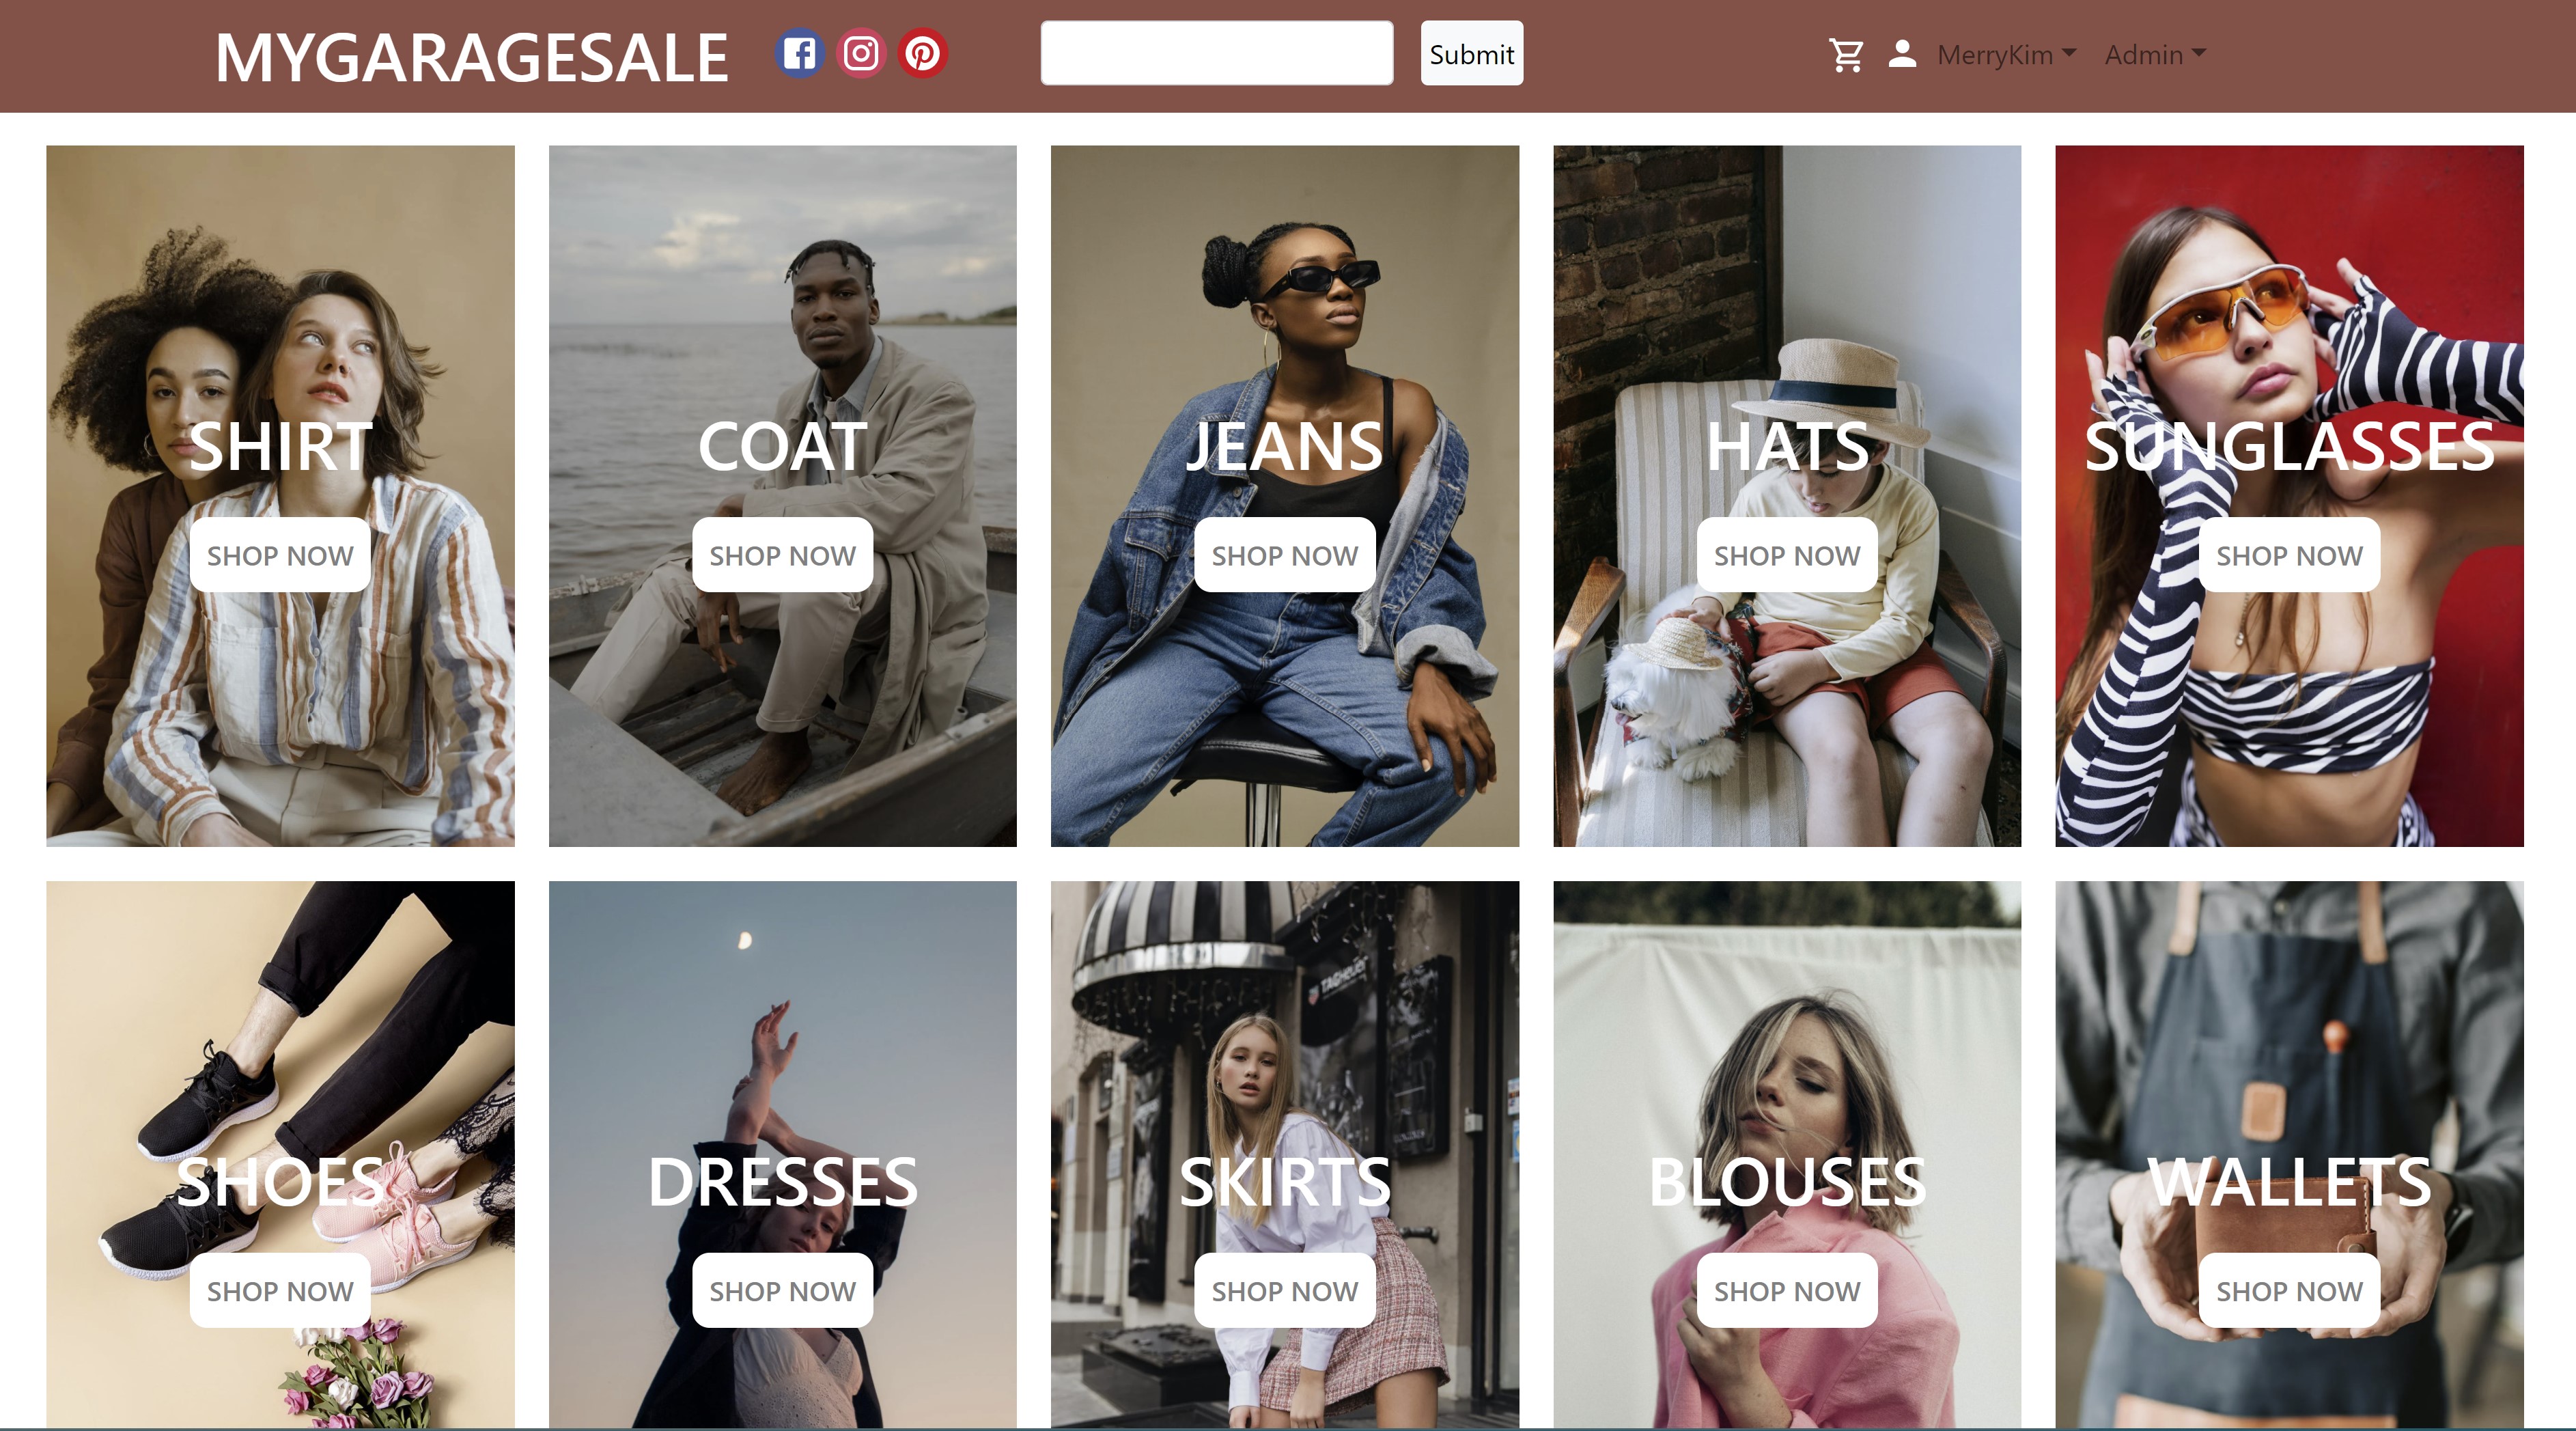 MYGARAGESALE
Submit
MerryKim
Admin
SHIRT
COAT
JEANS
HATS
SUNGLASSES
SHOP NOW
SHOP NOW
SHOP NOW
SHOP NOW
SHOP NOW
TAGHeuer
SHOES
DRESSES
SKIRTS
BLOUSES
WALLETS
SHOP NOW
SHOP NOW
SHOP NOW
SHOP NOW
SHOP NOW